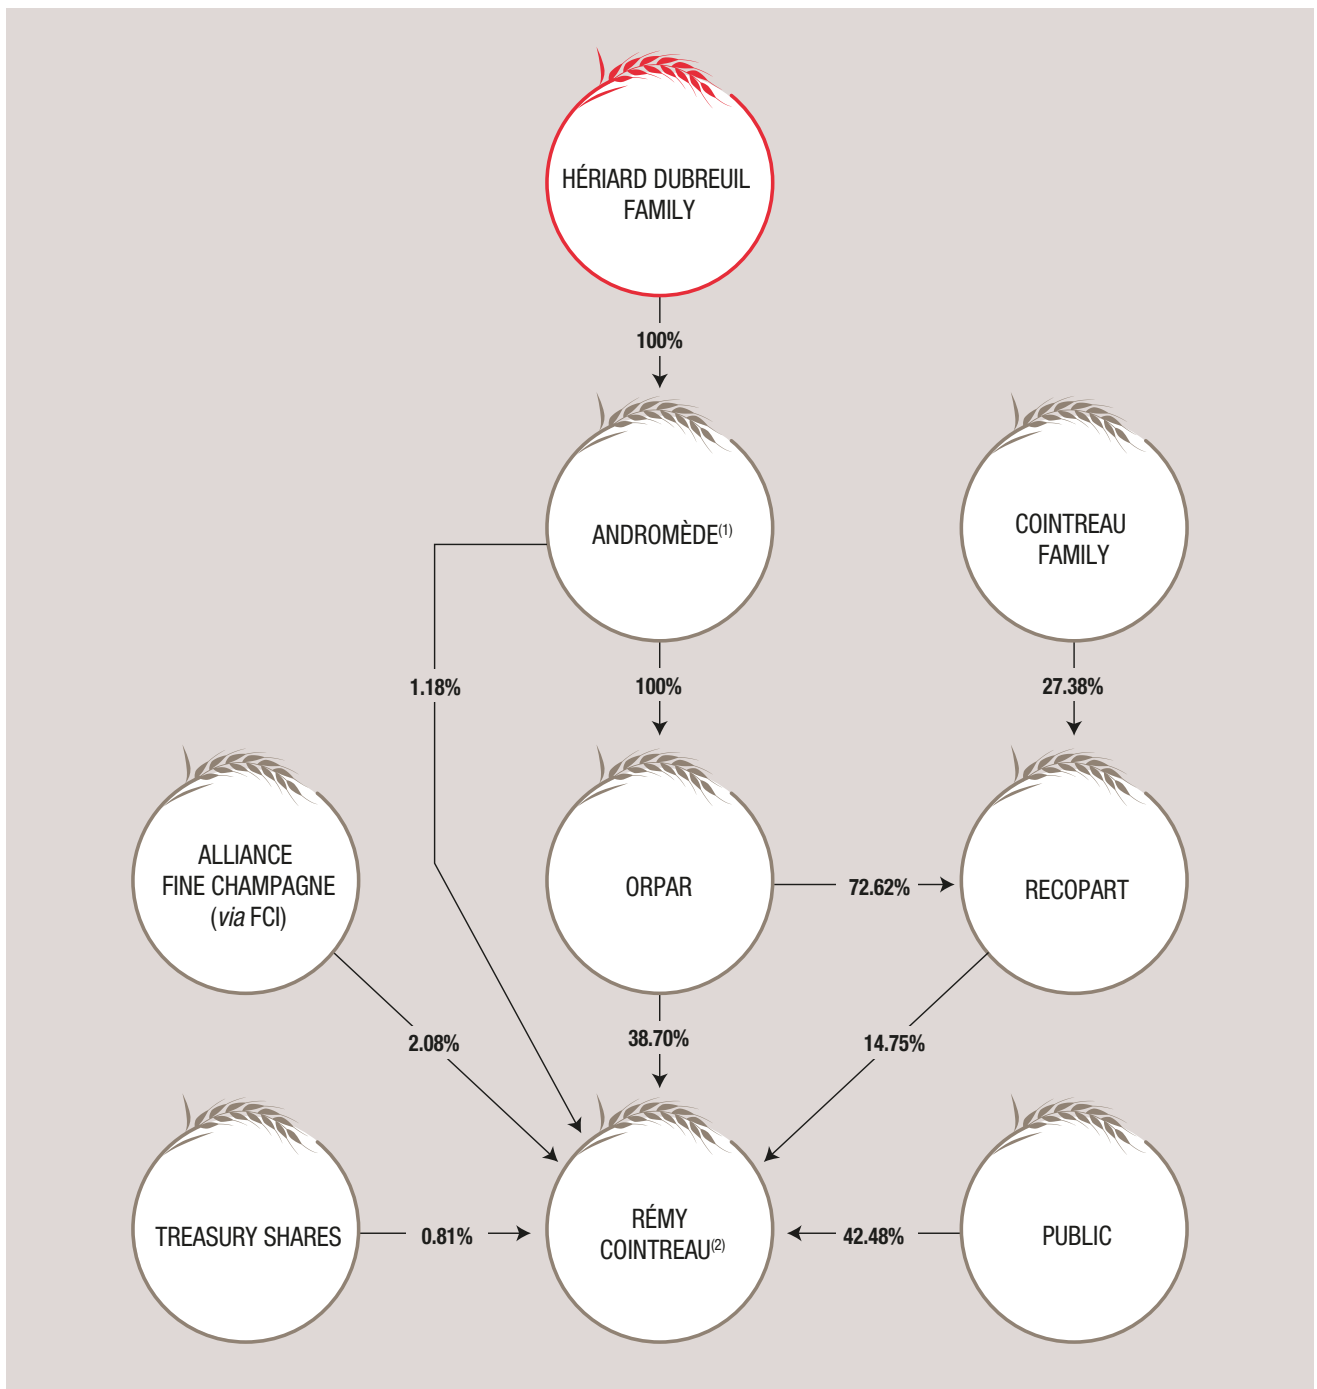 HÉRIARD DUBREUIL
FAMILY
100%
ANDROMÈDE(1)
COINTREAU
FAMILY
1.18%
100%
27.38%
ALLIANCE
FINE CHAMPAGNE
(via FCI)
ORPAR
72.62%
RECOPART
2.08%
38.70%
14.75%
TREASURY SHARES
0.81%
RÉMY
COINTREAU(2)
42.48%
PUBLIC